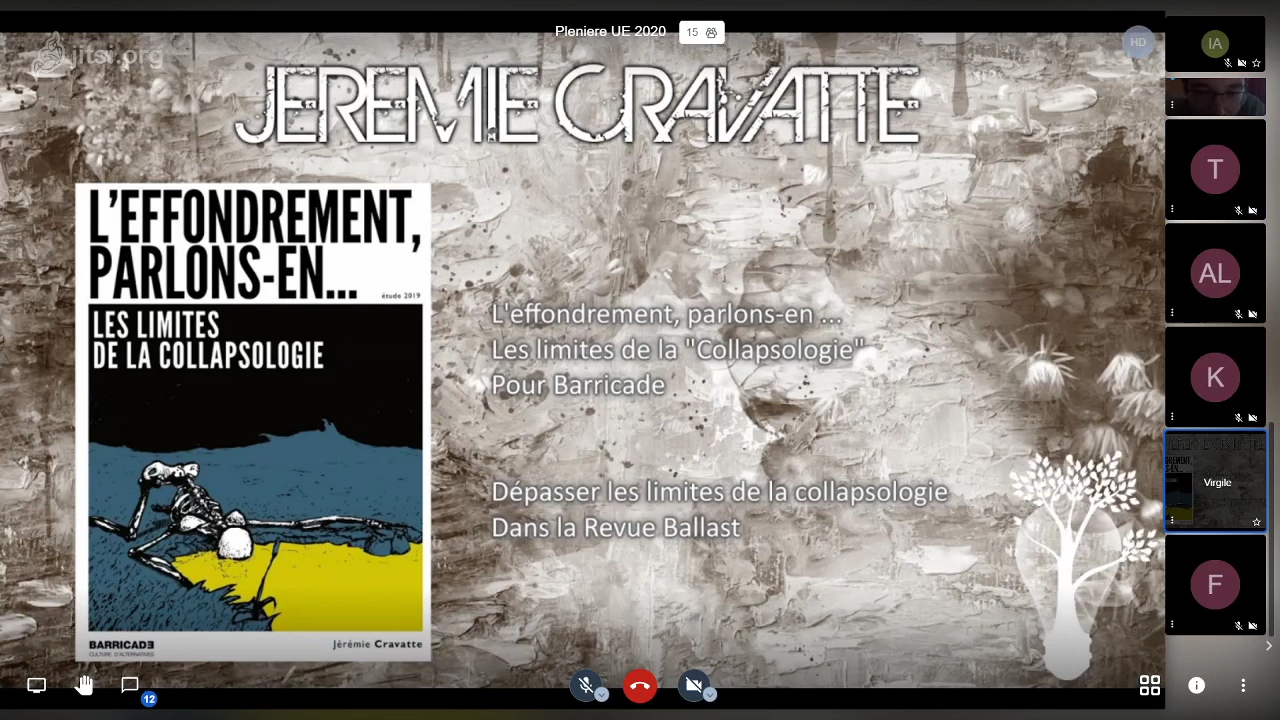 Pleniere UE 2020
15
HD
jitsi.org
JEREMIE CRAVATTE
L'EFFONDREMENT,
PARLONS-EN...
étude 2019
LES LIMITES
DE LA COLLAPSOLOGIE
BARRICADE
CULTURE D'ALTERNATIVES
Jérémie Cravatte
L'effondrement, parlons-en ...
Les limites de la "Collapsologie"
Pour Barricade
Dépasser les limites de la collapsologie
Dans la Revue Ballast
IA
T
AL
K
Virgile
F
12